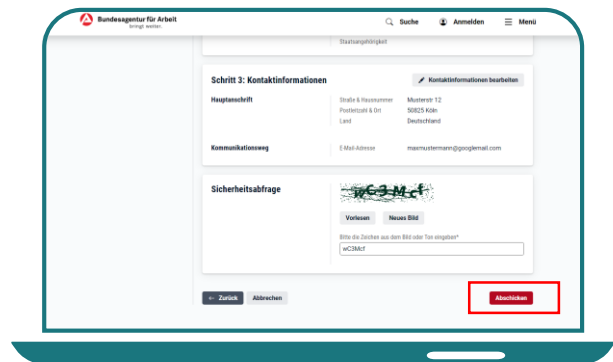 Bundesagentur für Arbeit
bringt weiter.
Suche
Anmelden
Menü
Staatsangehörigkeit
Schritt 3: Kontaktinformationen
Kontaktinformationen bearbeiten
Hauptanschrift
Straße & Hausnummer Musterstr 12
Postleitzahl & Ort 50825 Köln
Land Deutschland
Kommunikationsweg
E-Mail-Adresse maxmustermann@googlemail.com
Sicherheitsabfrage
wC3Mcf
Vorlesen Neues Bild
Bitte die Zeichen aus dem Bild oder Ton eingeben*
wC3Mcf
← Zurück Abbrechen Abschicken